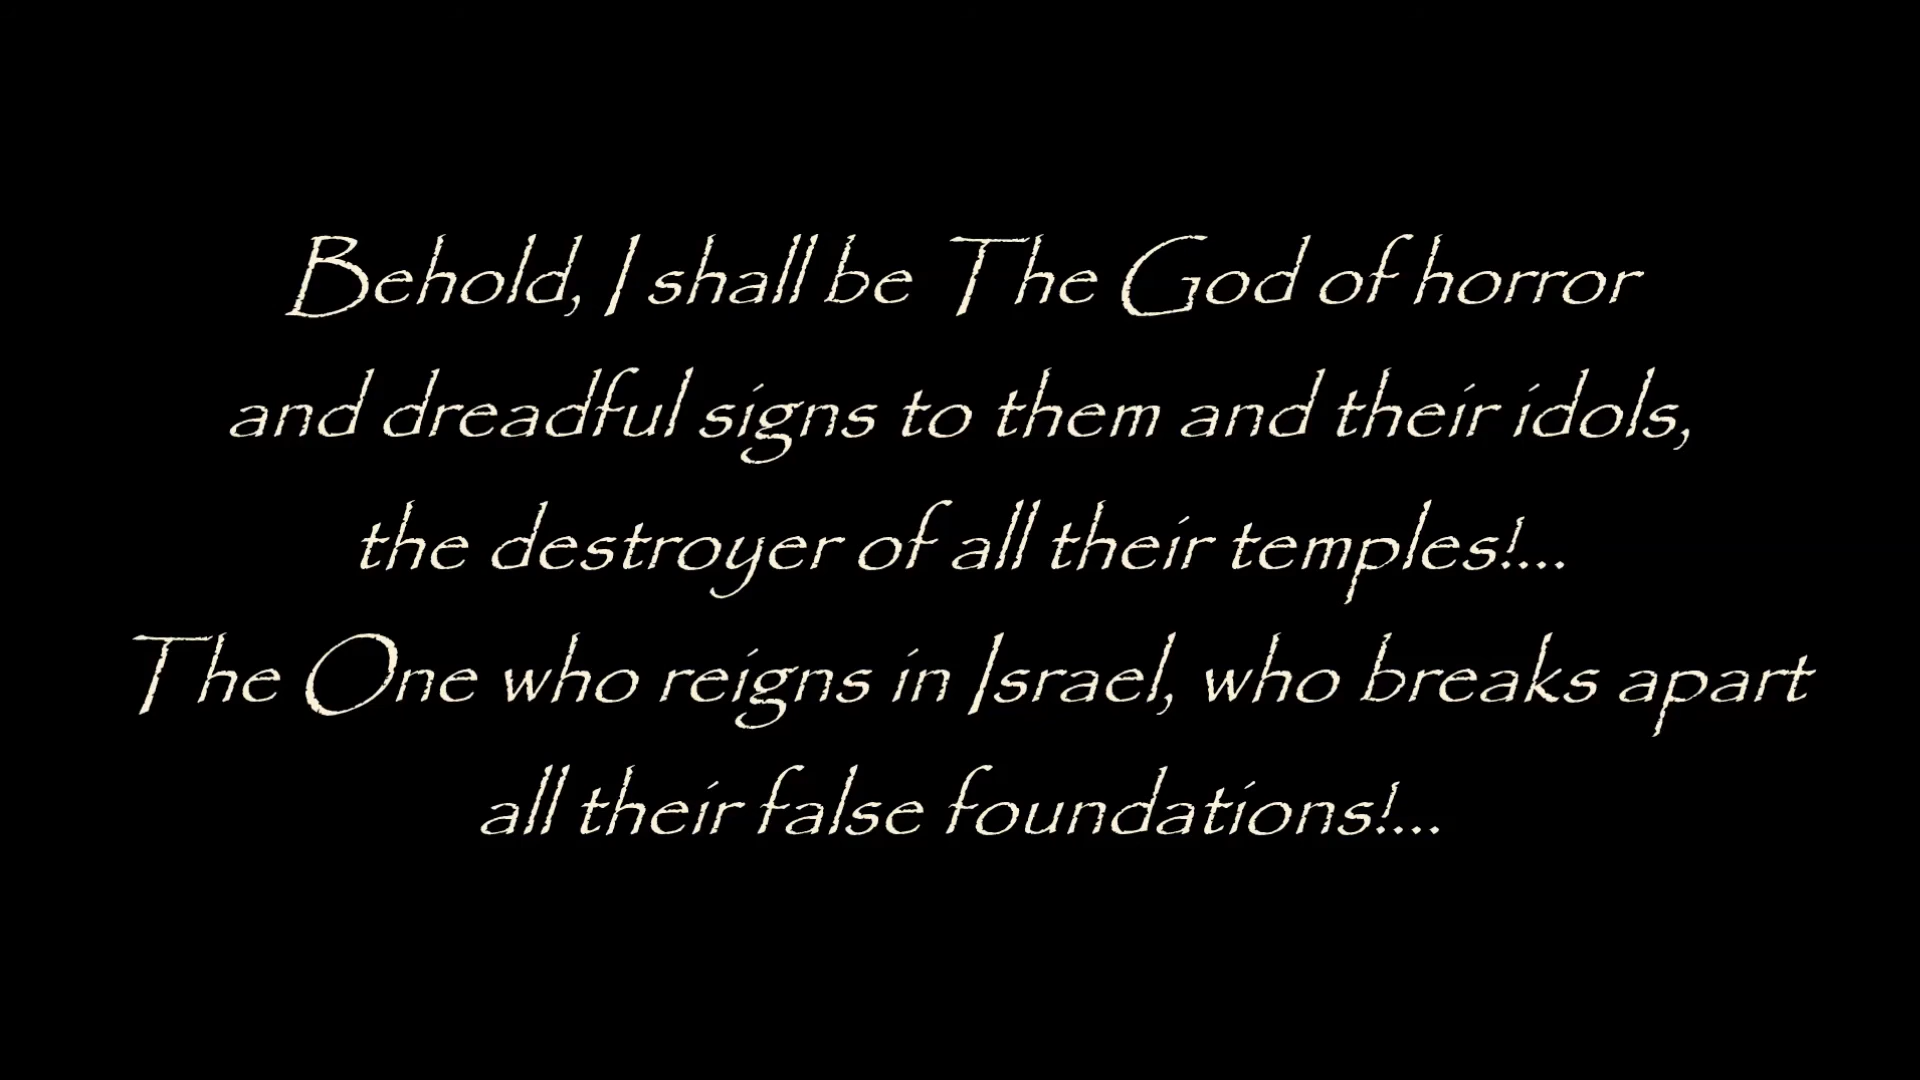 Behold, I shall be The God of horror
and dreadful signs to them and their idols,
the destroyer of all their temples!...
The One who reigns in Israel, who breaks apart
all their false foundations!...